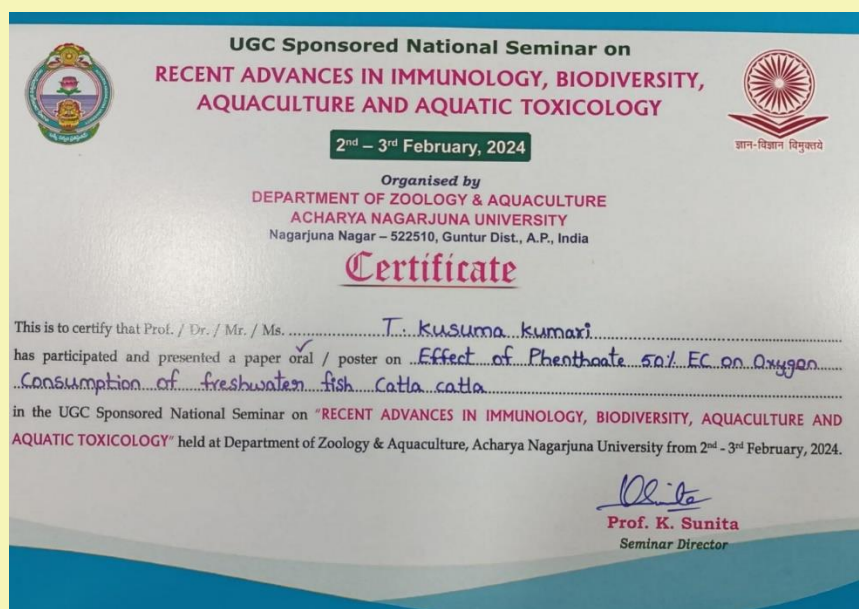 UGC Sponsored National Seminar on
RECENT ADVANCES IN IMMUNOLOGY, BIODIVERSITY,
AQUACULTURE AND AQUATIC TOXICOLOGY
2nd – 3rd February, 2024
ज्ञान-विज्ञान विमुक्तये
Organised by
DEPARTMENT OF ZOOLOGY & AQUACULTURE
ACHARYA NAGARJUNA UNIVERSITY
Nagarjuna Nagar – 522510, Guntur Dist., A.P., India
Certificate
This is to certify that Prof. / Dr. / Mr. / Ms. T. Kusuma kumari
has participated and presented a paper oral / poster on Effect of Phenthoate 50% EC on Oxygen
Consumption of freshwater fish Catla catla
in the UGC Sponsored National Seminar on "RECENT ADVANCES IN IMMUNOLOGY, BIODIVERSITY, AQUACULTURE AND
AQUATIC TOXICOLOGY" held at Department of Zoology & Aquaculture, Acharya Nagarjuna University from 2nd - 3rd February, 2024.
Prof. K. Sunita
Seminar Director